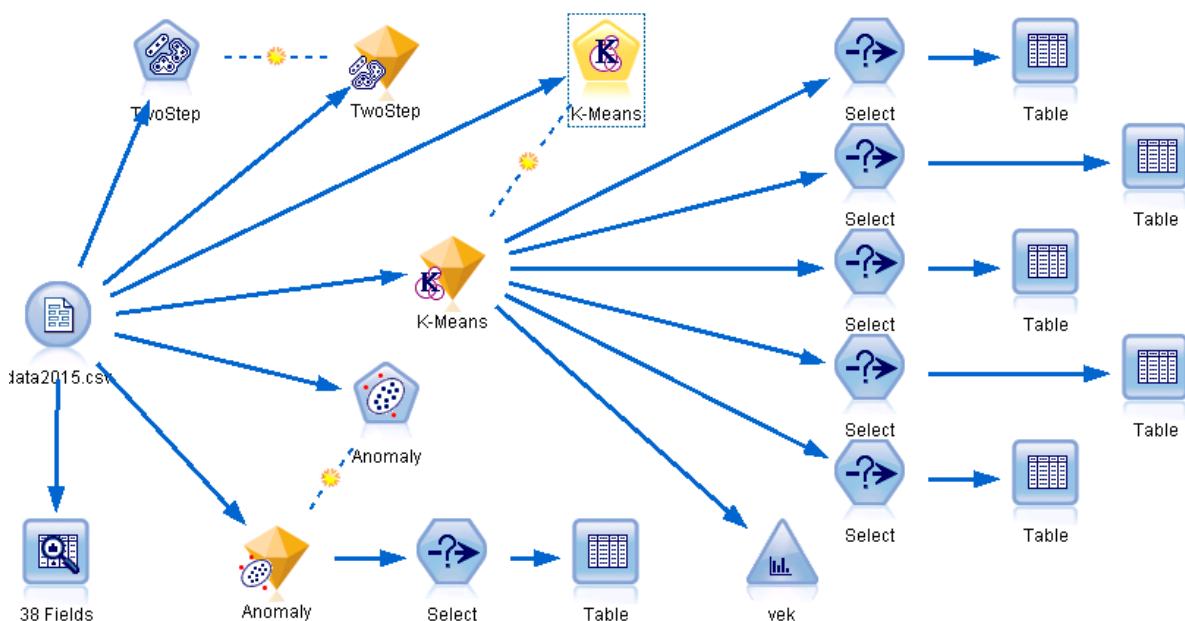 TwoStep
TwoStep
K-Means
Select
Table
Select
Table
K-Means
Select
Table
data2015.csv
Select
Table
Anomaly
Select
Table
38 Fields
Anomaly
Select
Table
vek